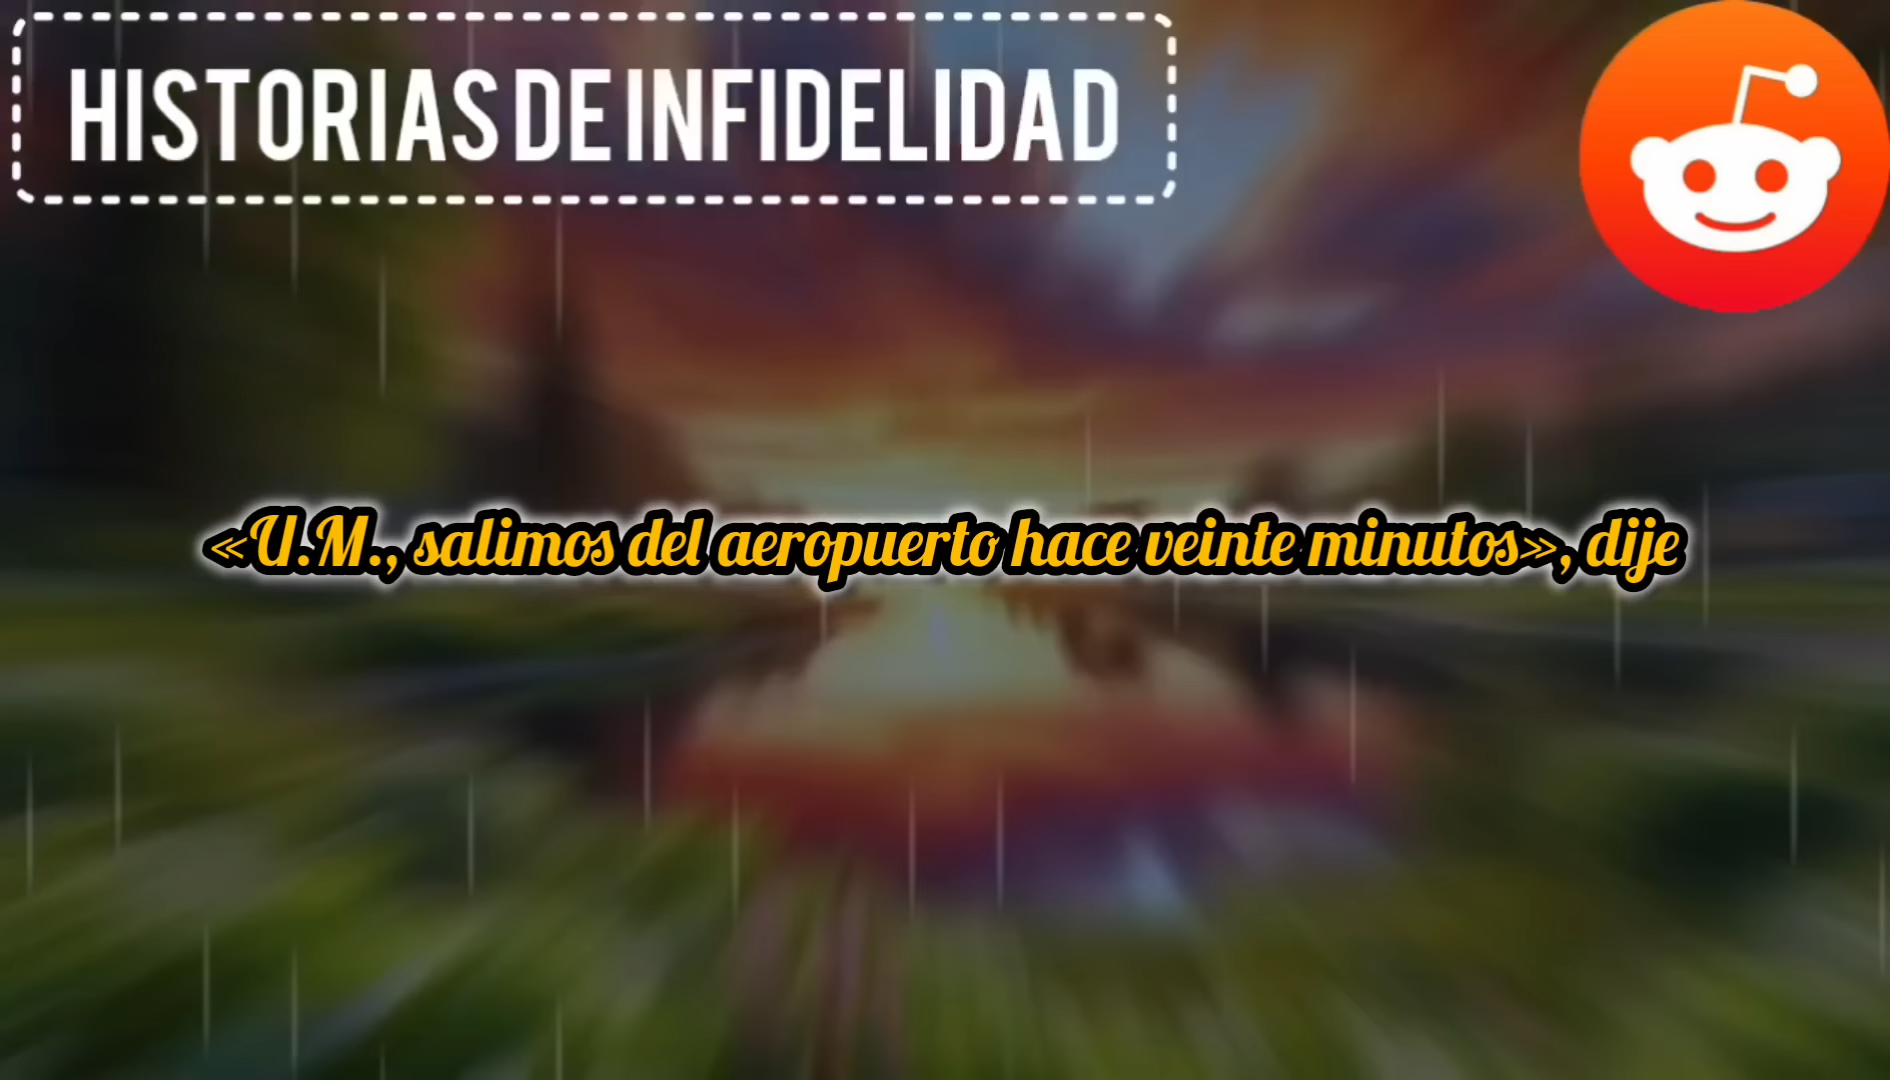 HISTORIAS DE INFIDELIDAD
«U.M., salimos del aeropuerto hace veinte minutos», dije